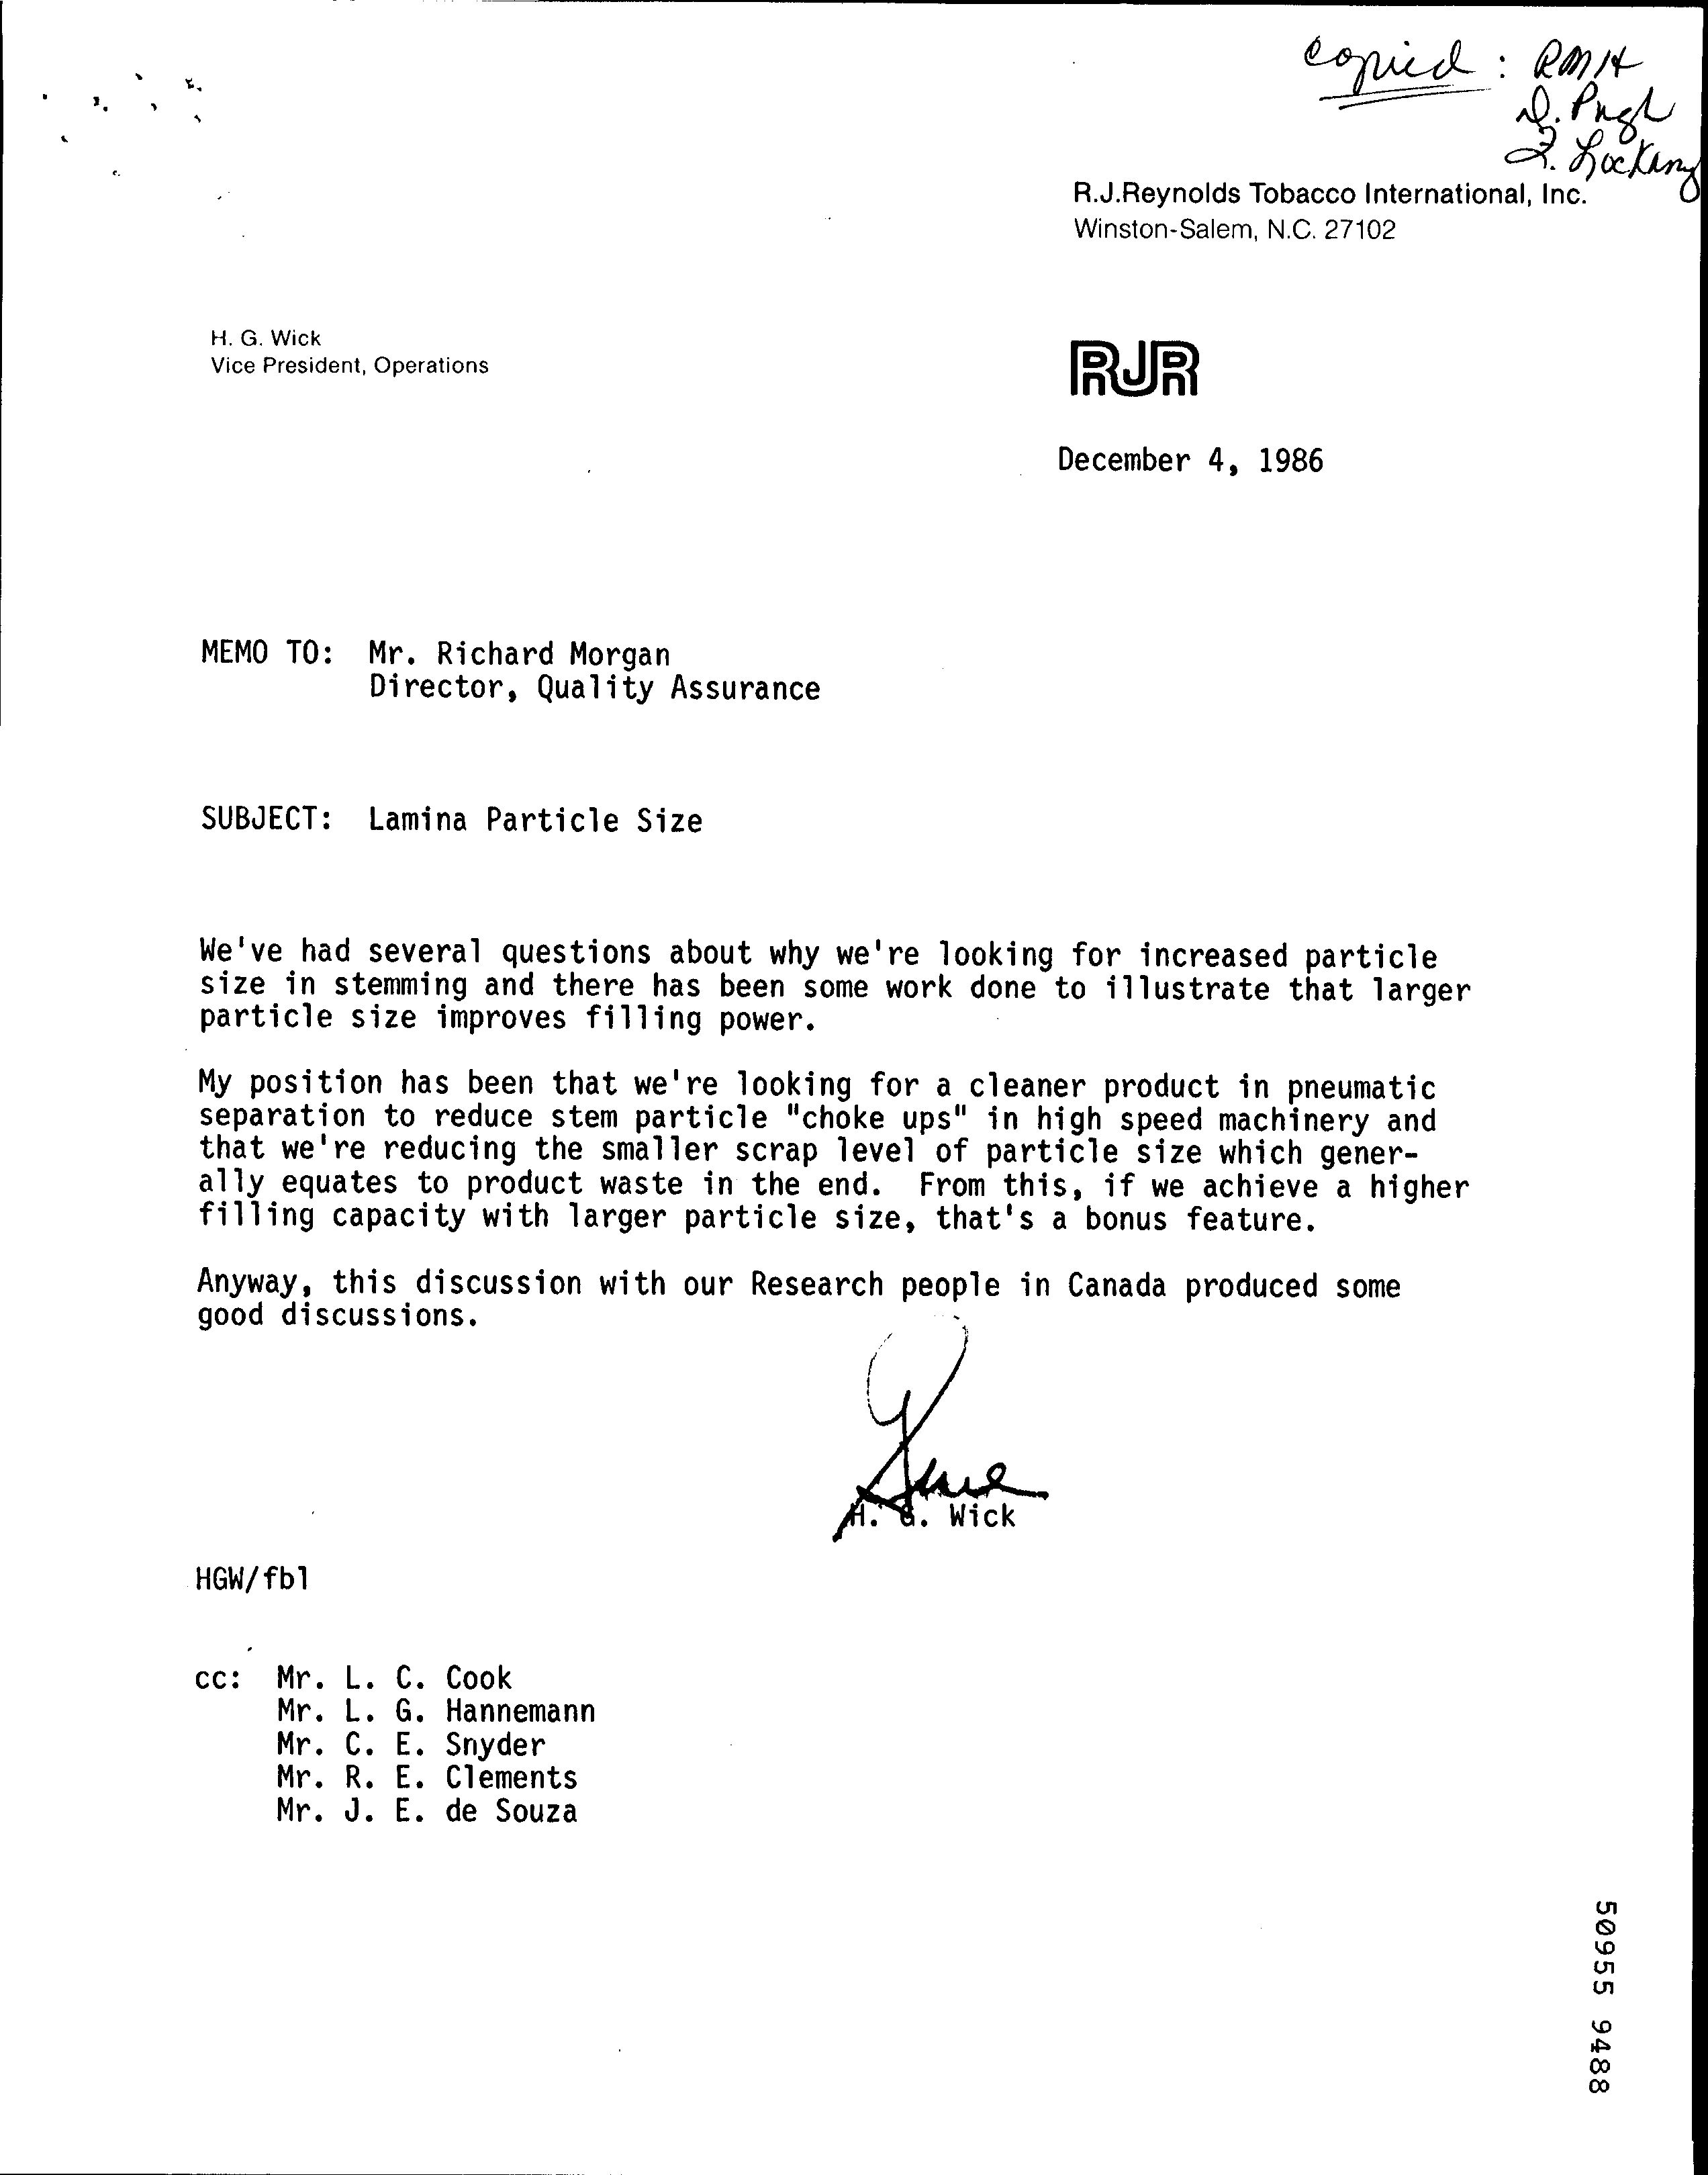 copied: RMH
D. Pugh
R.J.Reynolds Tobacco International, Inc.
Winston-Salem, N.C. 27102
H. G. Wick
Vice President, Operations
RJR
December 4, 1986
MEMO TO: Mr. Richard Morgan
Director, Quality Assurance
SUBJECT: Lamina Particle Size
We've had several questions about why we're looking for increased particle
size in stemming and there has been some work done to illustrate that larger
particle size improves filling power.
My position has been that we're looking for a cleaner product in pneumatic
separation to reduce stem particle "choke ups" in high speed machinery and
that we're reducing the smaller scrap level of particle size which gener-
ally equates to product waste in the end. From this, if we achieve a higher
filling capacity with larger particle size, that's a bonus feature.
Anyway, this discussion with our Research people in Canada produced some
good discussions.
H. G. Wick
HGW/fbl
cc: Mr. L. C. Cook
Mr. L. G. Hannemann
Mr. C. E. Snyder
Mr. R. E. Clements
Mr. J. E. de Souza
50955 9488